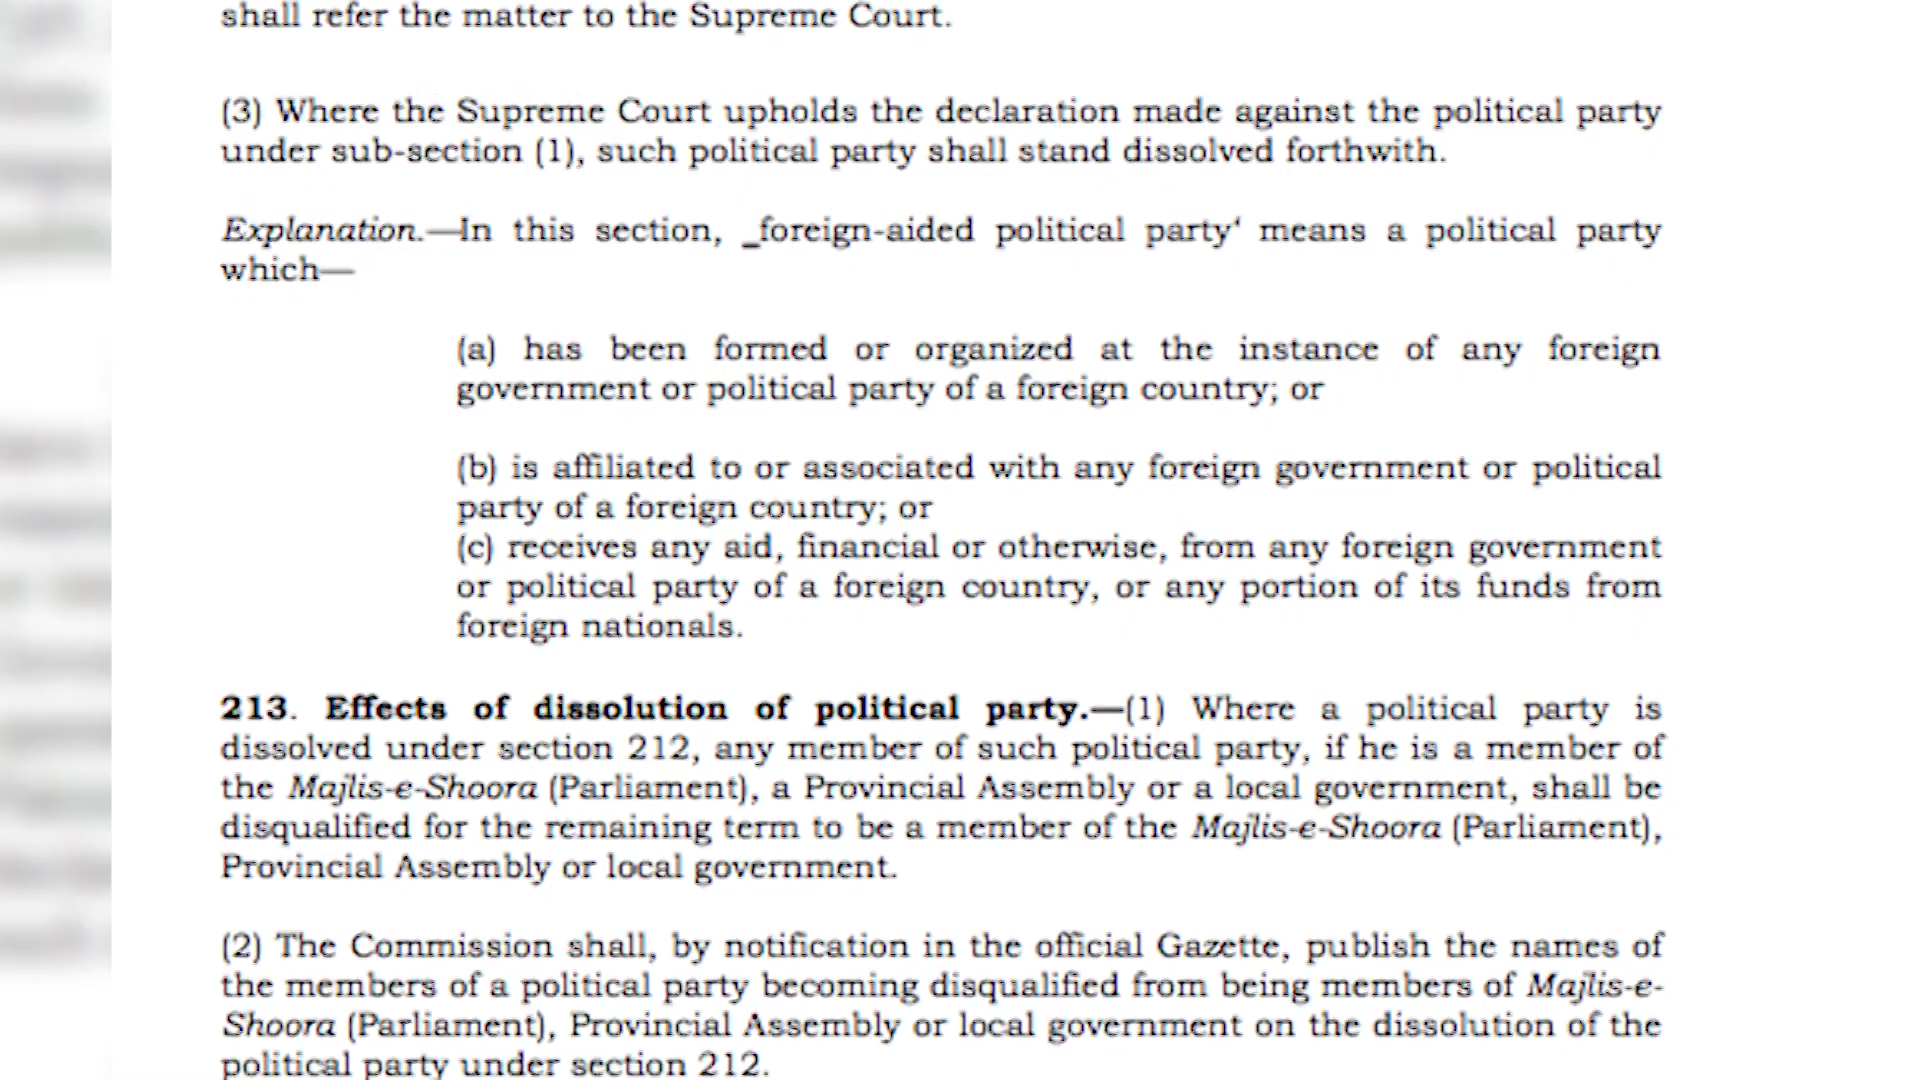 shall refer the matter to the Supreme Court.
(3) Where the Supreme Court upholds the declaration made against the political party
under sub-section (1), such political party shall stand dissolved forthwith.
Explanation.—In this section, _foreign-aided political party‘ means a political party
which—
(a) has been formed or organized at the instance of any foreign
government or political party of a foreign country; or
(b) is affiliated to or associated with any foreign government or political
party of a foreign country; or
(c) receives any aid, financial or otherwise, from any foreign government
or political party of a foreign country, or any portion of its funds from
foreign nationals.
213. Effects of dissolution of political party.—(1) Where a political party is
dissolved under section 212, any member of such political party, if he is a member of
the Majlis-e-Shoora (Parliament), a Provincial Assembly or a local government, shall be
disqualified for the remaining term to be a member of the Majlis-e-Shoora (Parliament),
Provincial Assembly or local government.
(2) The Commission shall, by notification in the official Gazette, publish the names of
the members of a political party becoming disqualified from being members of Majlis-e-
Shoora (Parliament), Provincial Assembly or local government on the dissolution of the
political party under section 212.